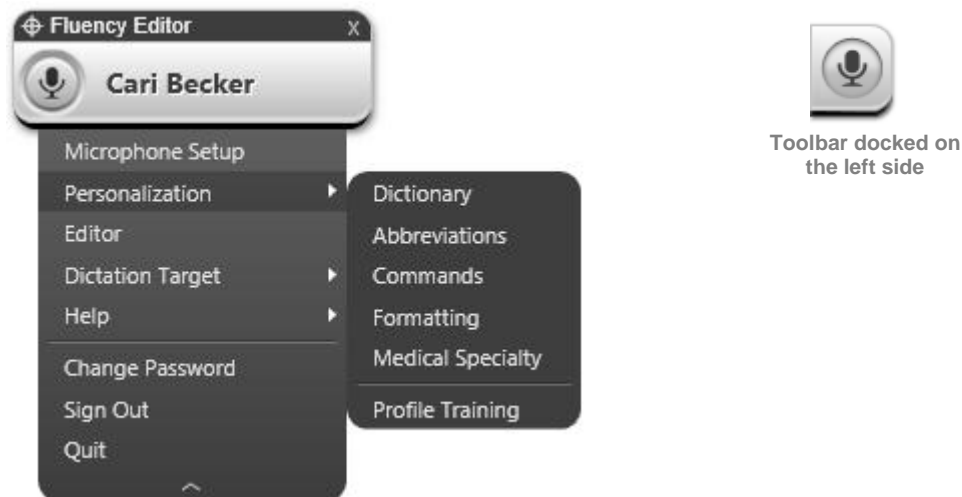 Fluency Editor X
Cari Becker
Microphone Setup
Personalization
Editor
Dictation Target
Help
Change Password
Sign Out
Quit
Dictionary
Abbreviations
Commands
Formatting
Medical Specialty
Profile Training
Toolbar docked on
the left side